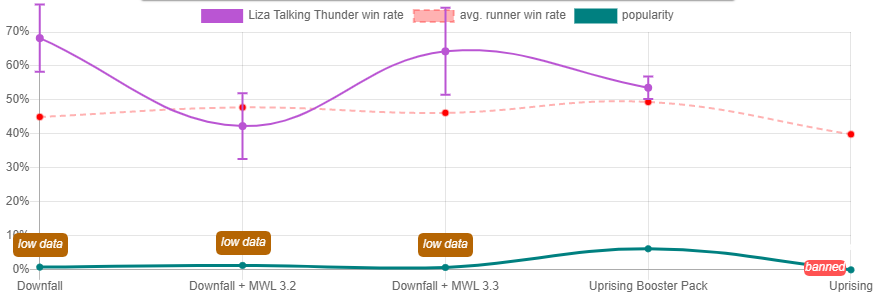 Liza Talking Thunder win rate avg. runner win rate popularity
70%
60%
50%
40%
30%
20%
10%
0%
low data low data low data
banned
Downfall Downfall + MWL 3.2 Downfall + MWL 3.3 Uprising Booster Pack Uprising